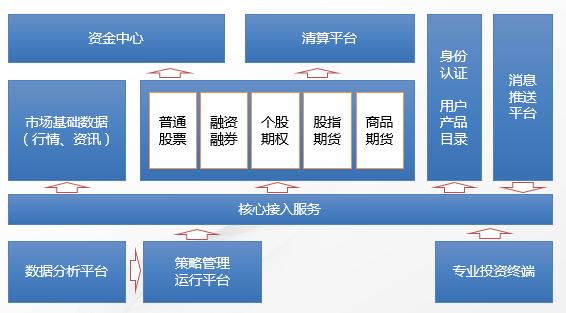 资金中心
清算平台
身份
认证
用户
产品
目录
消息
推送
平台
市场基础数据
（行情、资讯）
普通
股票
融资
融券
个股
期权
股指
期货
商品
期货
核心接入服务
数据分析平台
策略管理
运行平台
专业投资终端